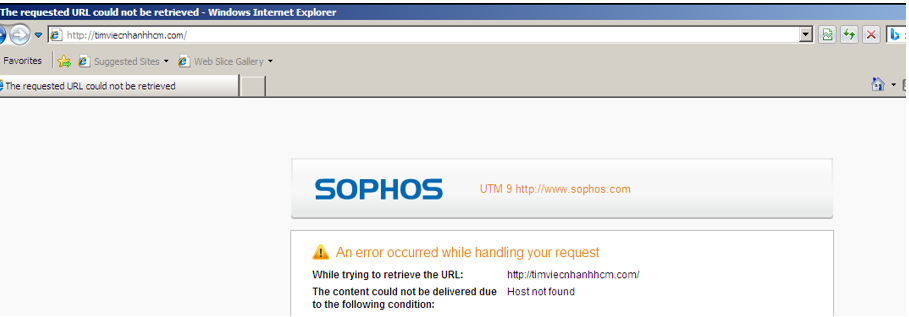 The requested URL could not be retrieved - Windows Internet Explorer
http://timviecnhanhhcm.com/
Favorites Suggested Sites Web Slice Gallery
The requested URL could not be retrieved
SOPHOS UTM 9 http://www.sophos.com
An error occurred while handling your request
While trying to retrieve the URL: http://timviecnhanhhcm.com/
The content could not be delivered due Host not found
to the following condition: